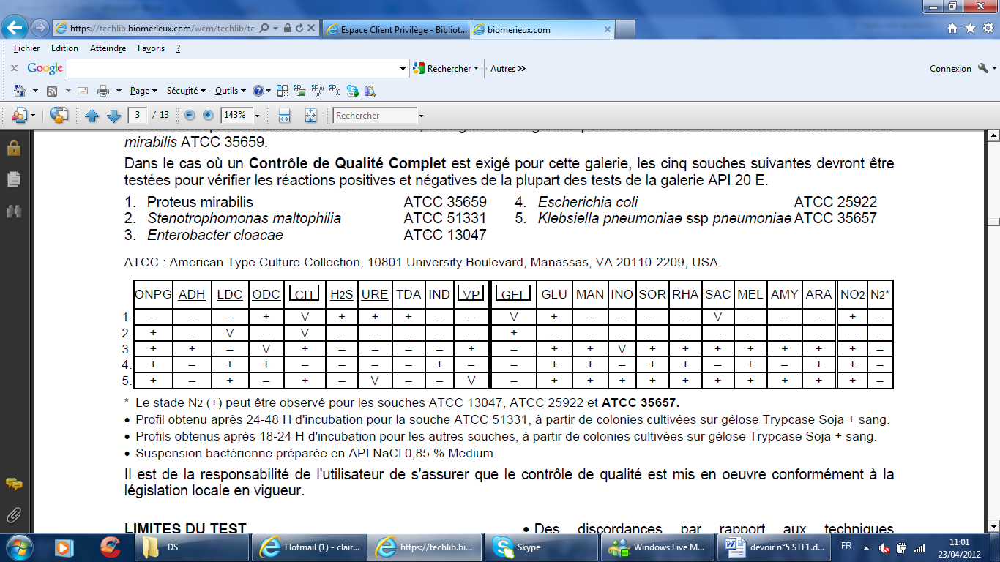 https://techlib.biomerieux.com/wcm/techlib/te
Espace Client Privilège - Bibliot...
biomerieux.com
Fichier Edition Atteindre Favoris ?
x Google Rechercher Autres »
Connexion
Page Sécurité Outils
3 / 13 143% Rechercher
mirabilis ATCC 35659.
Dans le cas où un Contrôle de Qualité Complet est exigé pour cette galerie, les cinq souches suivantes devront être
testées pour vérifier les réactions positives et négatives de la plupart des tests de la galerie API 20 E.
1. Proteus mirabilis ATCC 35659 4. Escherichia coli ATCC 25922
2. Stenotrophomonas maltophilia ATCC 51331 5. Klebsiella pneumoniae ssp pneumoniae ATCC 35657
3. Enterobacter cloacae ATCC 13047
ATCC : American Type Culture Collection, 10801 University Boulevard, Manassas, VA 20110-2209, USA.
ONPG ADH LDC ODC CIT H2S URE TDA IND VP GEL GLU MAN INO SOR RHA SAC MEL AMY ARA NO2 N2*
1. – – – + V + + + – – V + – – – – V – – – + –
2. + – V – V – – – – – + – – – – – – – – – – –
3. + + – V + – – – – + – + + V + + + + + + + –
4. + – + + – – – – + – – + + – + + – + – + + –
5. + – + – + – V – – V – + + + + + + + + + + –
* Le stade N2 (+) peut être observé pour les souches ATCC 13047, ATCC 25922 et ATCC 35657.
• Profil obtenu après 24-48 H d'incubation pour la souche ATCC 51331, à partir de colonies cultivées sur gélose Trypcase Soja + sang.
• Profils obtenus après 18-24 H d'incubation pour les autres souches, à partir de colonies cultivées sur gélose Trypcase Soja + sang.
• Suspension bactérienne préparée en API NaCl 0,85 % Medium.
Il est de la responsabilité de l'utilisateur de s'assurer que le contrôle de qualité est mis en oeuvre conformément à la
législation locale en vigueur.
LIMITES DU TEST
• Des discordances par rapport aux techniques
DS
Hotmail (1) - clair...
https://techlib.bi...
Skype
Windows Live M...
devoir n°5 STL1.d...
FR
11:01
23/04/2012